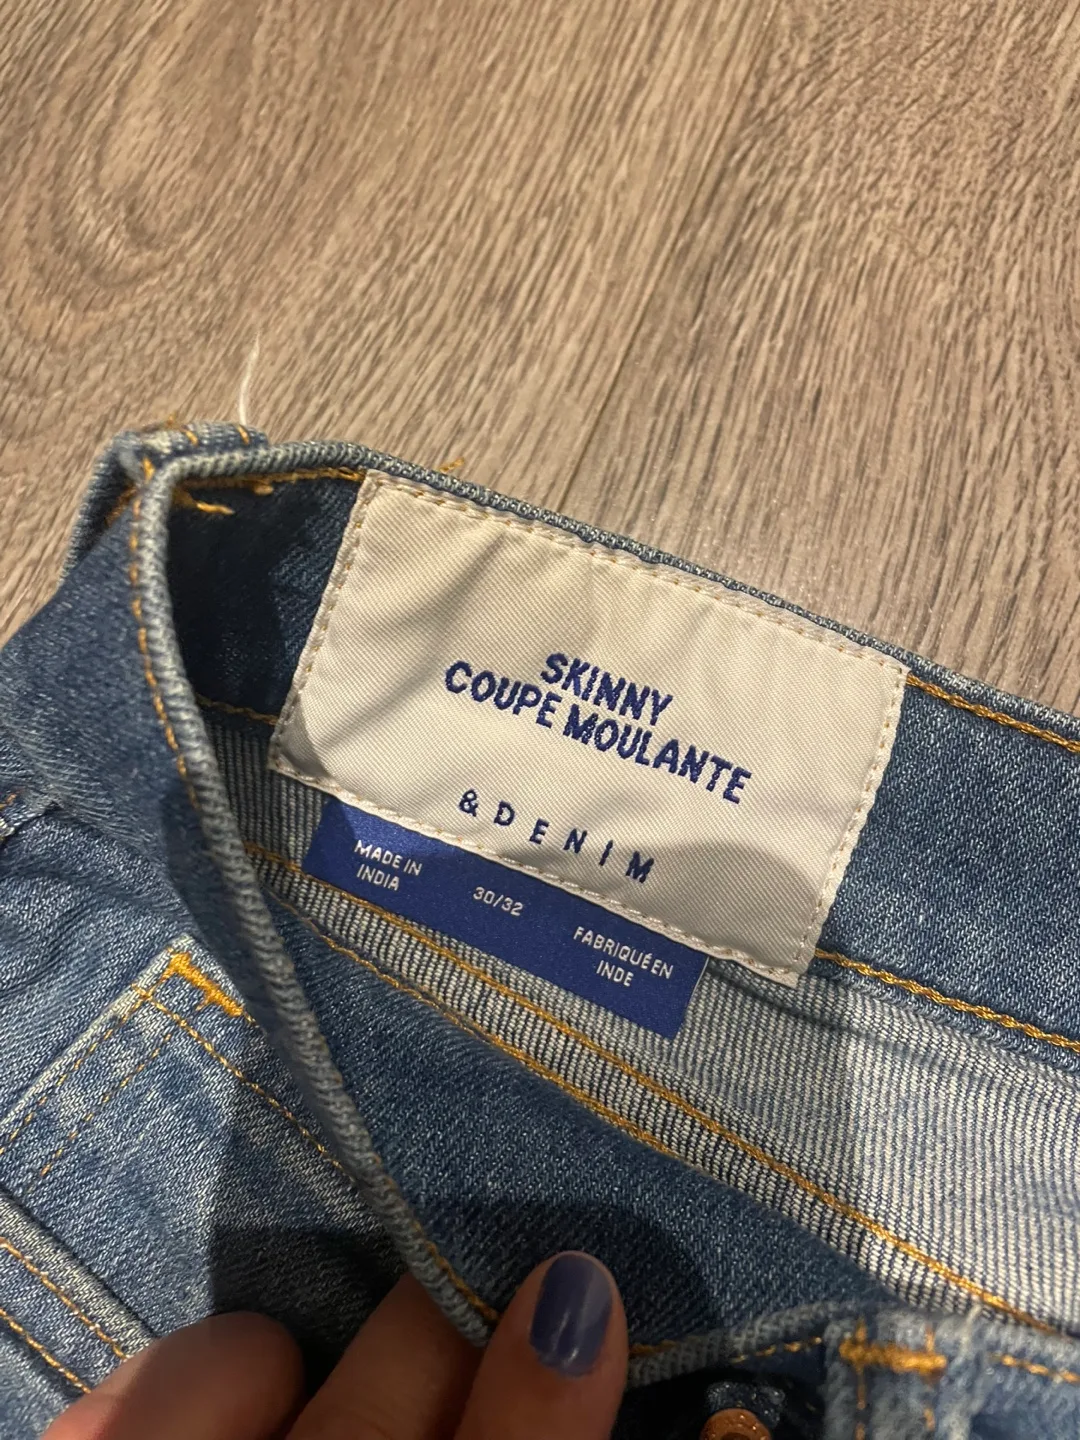 SKINNY
COUPE MOULANTE
& DENIM
MADE IN
INDIA
30/32
FABRIQUÉ EN
INDE